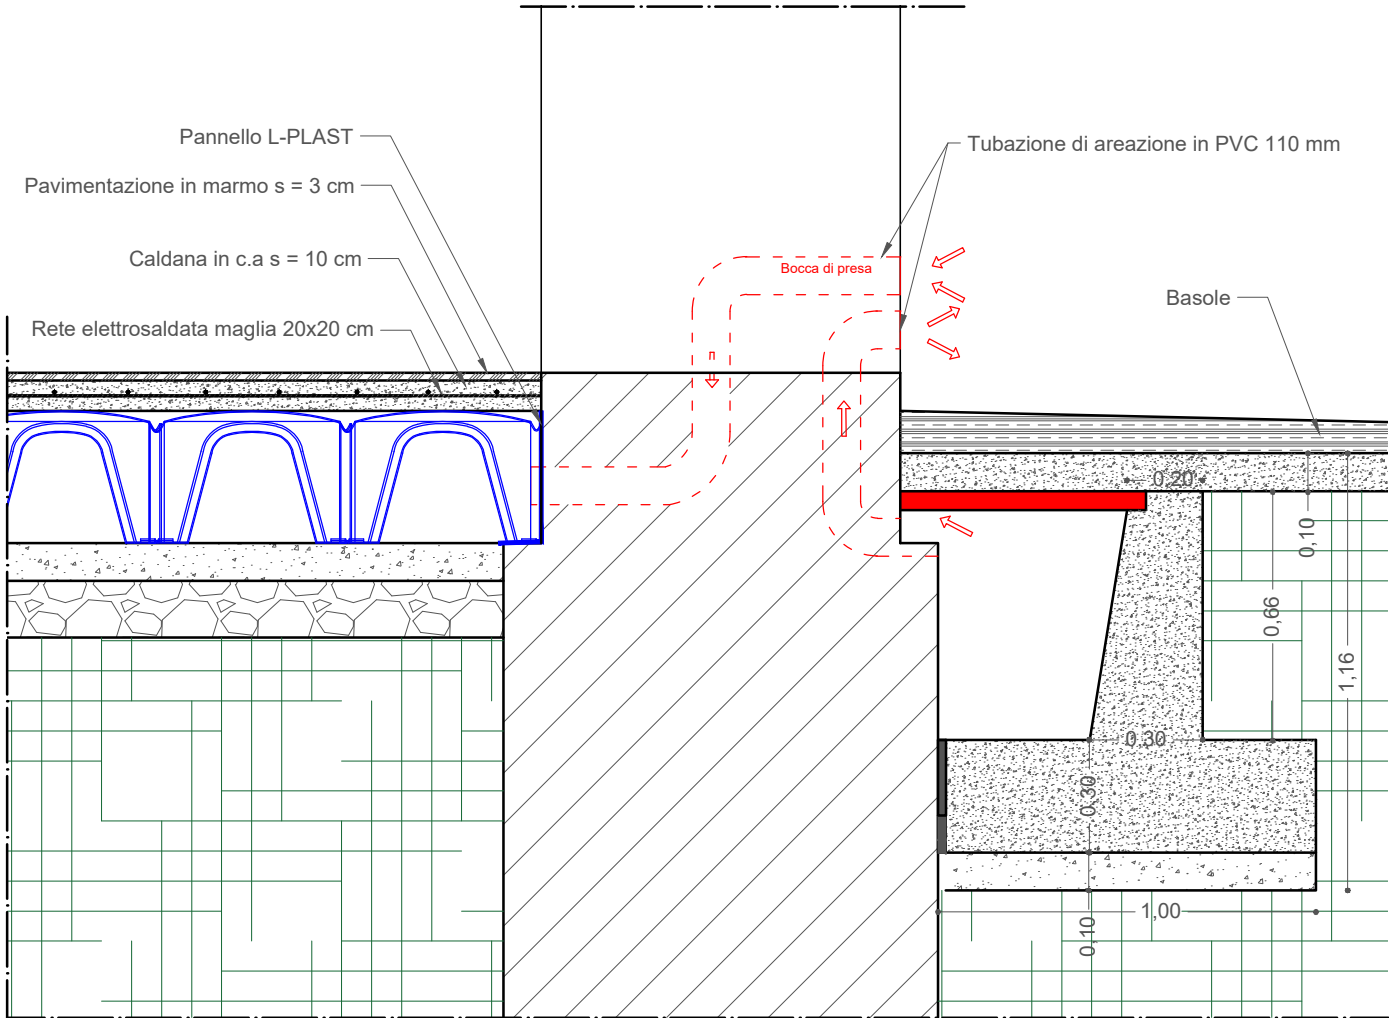 Pannello L-PLAST
Tubazione di areazione in PVC 110 mm
Pavimentazione in marmo s = 3 cm
Caldana in c.a s = 10 cm
Bocca di presa
Basole
Rete elettrosaldata maglia 20x20 cm
0,20
0,10
0,66
1,16
0,30
0,30
1,00
0,10